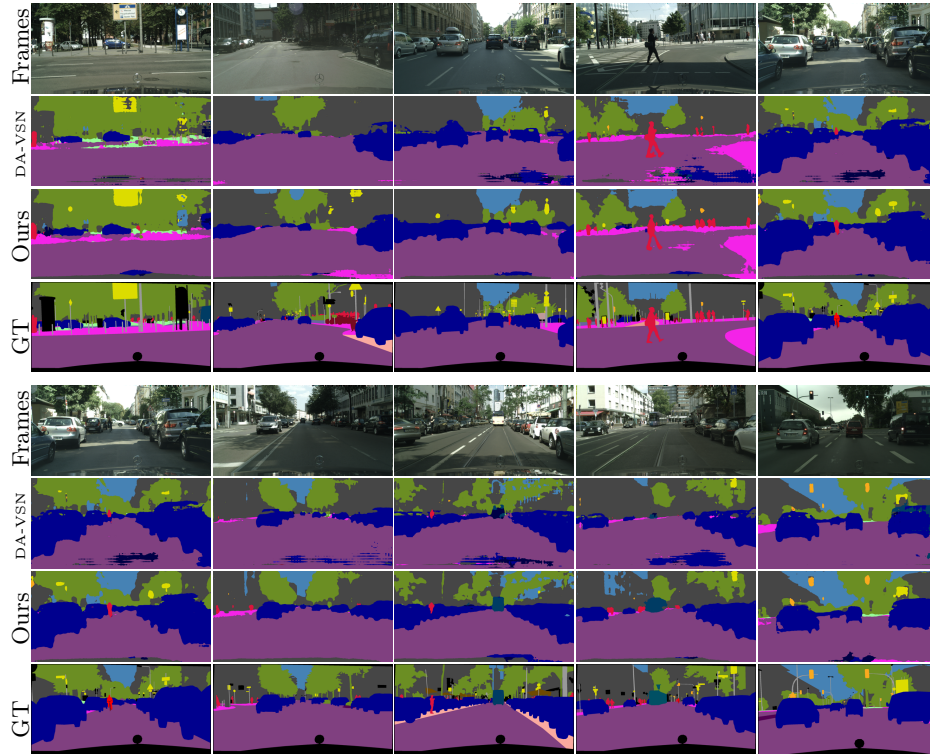 Frames
DA-VSN
Ours
GT
Frames
DA-VSN
Ours
GT